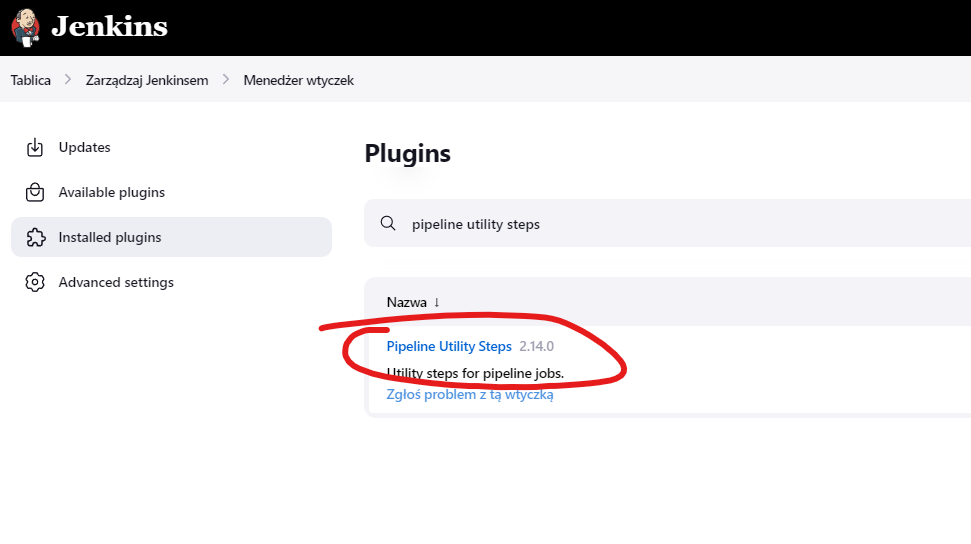 Jenkins
Tablica > Zarządzaj Jenkinsem > Menedżer wtyczek
Updates
Available plugins
Installed plugins
Advanced settings
Plugins
pipeline utility steps
Nazwa ↓
Pipeline Utility Steps 2.14.0
Utility steps for pipeline jobs.
Zgłoś problem z tą wtyczką